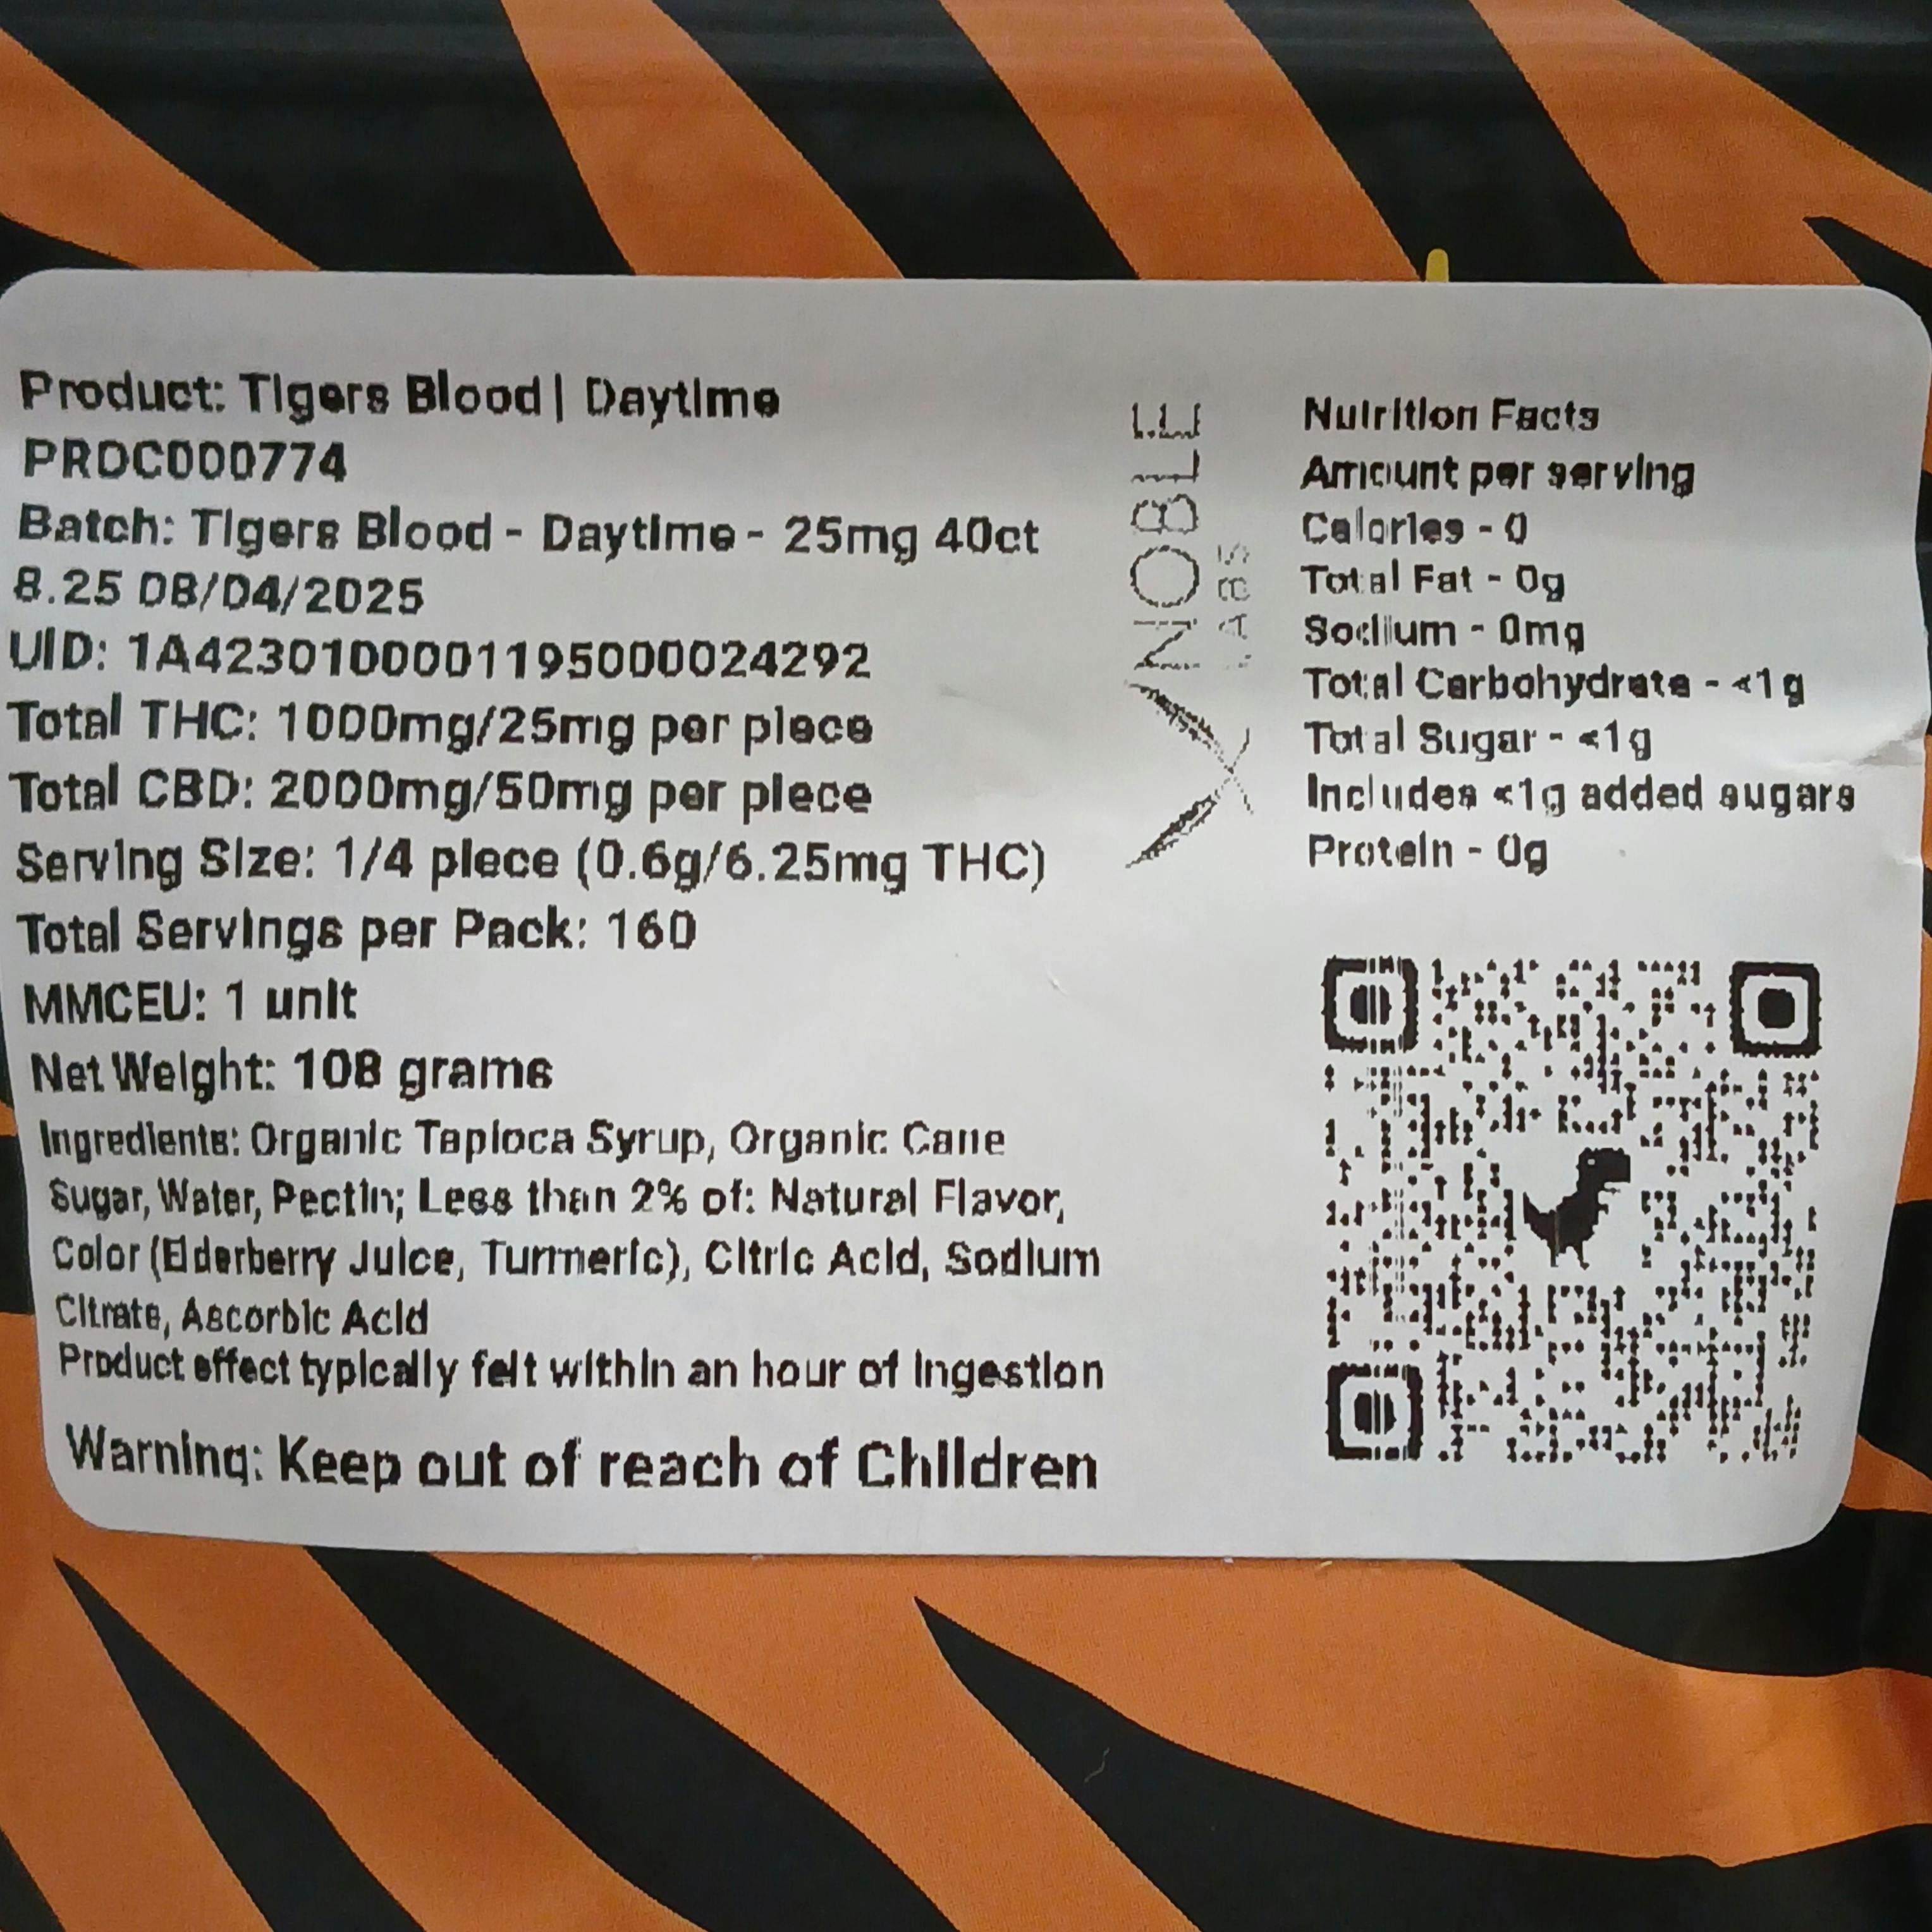 Product: Tigers Blood | Daytime
PROC000774
Batch: Tigers Blood - Daytime - 25mg 40ct
8.25 08/04/2025
UID: 1A4230100001195000024292
Total THC: 1000mg/25mg per piece
Total CBD: 2000mg/50mg per piece
Serving Size: 1/4 piece (0.6g/6.25mg THC)
Total Servings per Pack: 160
MMCEU: 1 unit
Net Weight: 108 grams
Ingredients: Organic Tapioca Syrup, Organic Cane
Sugar, Water, Pectin; Less than 2% of: Natural Flavor,
Color (Elderberry Juice, Turmeric), Citric Acid, Sodium
Citrate, Ascorbic Acid
Product effect typically felt within an hour of ingestion
Warning: Keep out of reach of Children
NOBLE
LABS
Nutrition Facts
Amount per serving
Calories - 0
Total Fat - 0g
Sodium - 0mg
Total Carbohydrate - <1g
Total Sugar - <1g
Includes <1g added sugars
Protein - 0g